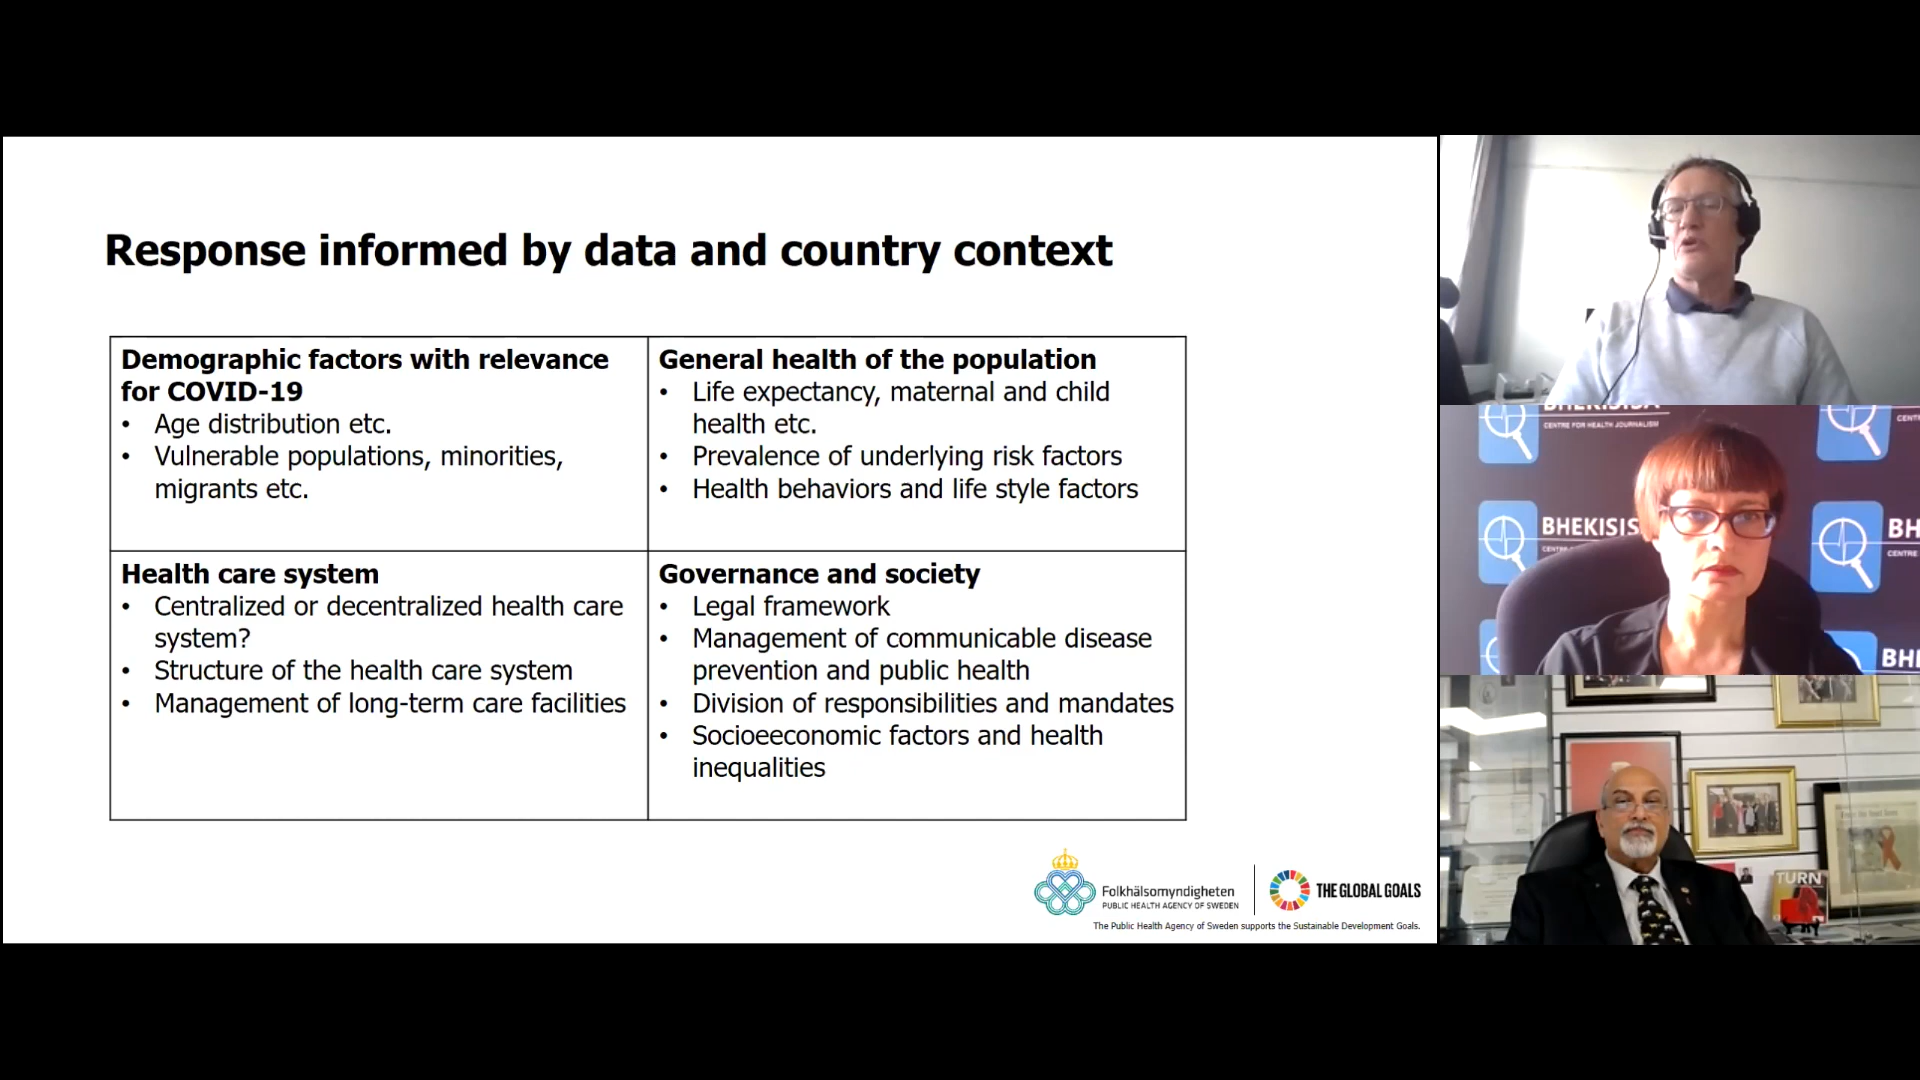 Response informed by data and country context
Demographic factors with relevance
for COVID-19
• Age distribution etc.
• Vulnerable populations, minorities,
migrants etc.
General health of the population
• Life expectancy, maternal and child
health etc.
• Prevalence of underlying risk factors
• Health behaviors and life style factors
Health care system
• Centralized or decentralized health care
system?
• Structure of the health care system
• Management of long-term care facilities
Governance and society
• Legal framework
• Management of communicable disease
prevention and public health
• Division of responsibilities and mandates
• Socioeeconomic factors and health
inequalities
Folkhälsomyndigheten
PUBLIC HEALTH AGENCY OF SWEDEN
THE GLOBAL GOALS
The Public Health Agency of Sweden supports the Sustainable Development Goals.
BHEKISISA
CENTRE FOR HEALTH JOURNALISM
CENT
BHEKISIS
BH
CENTRE
BHE
TURN